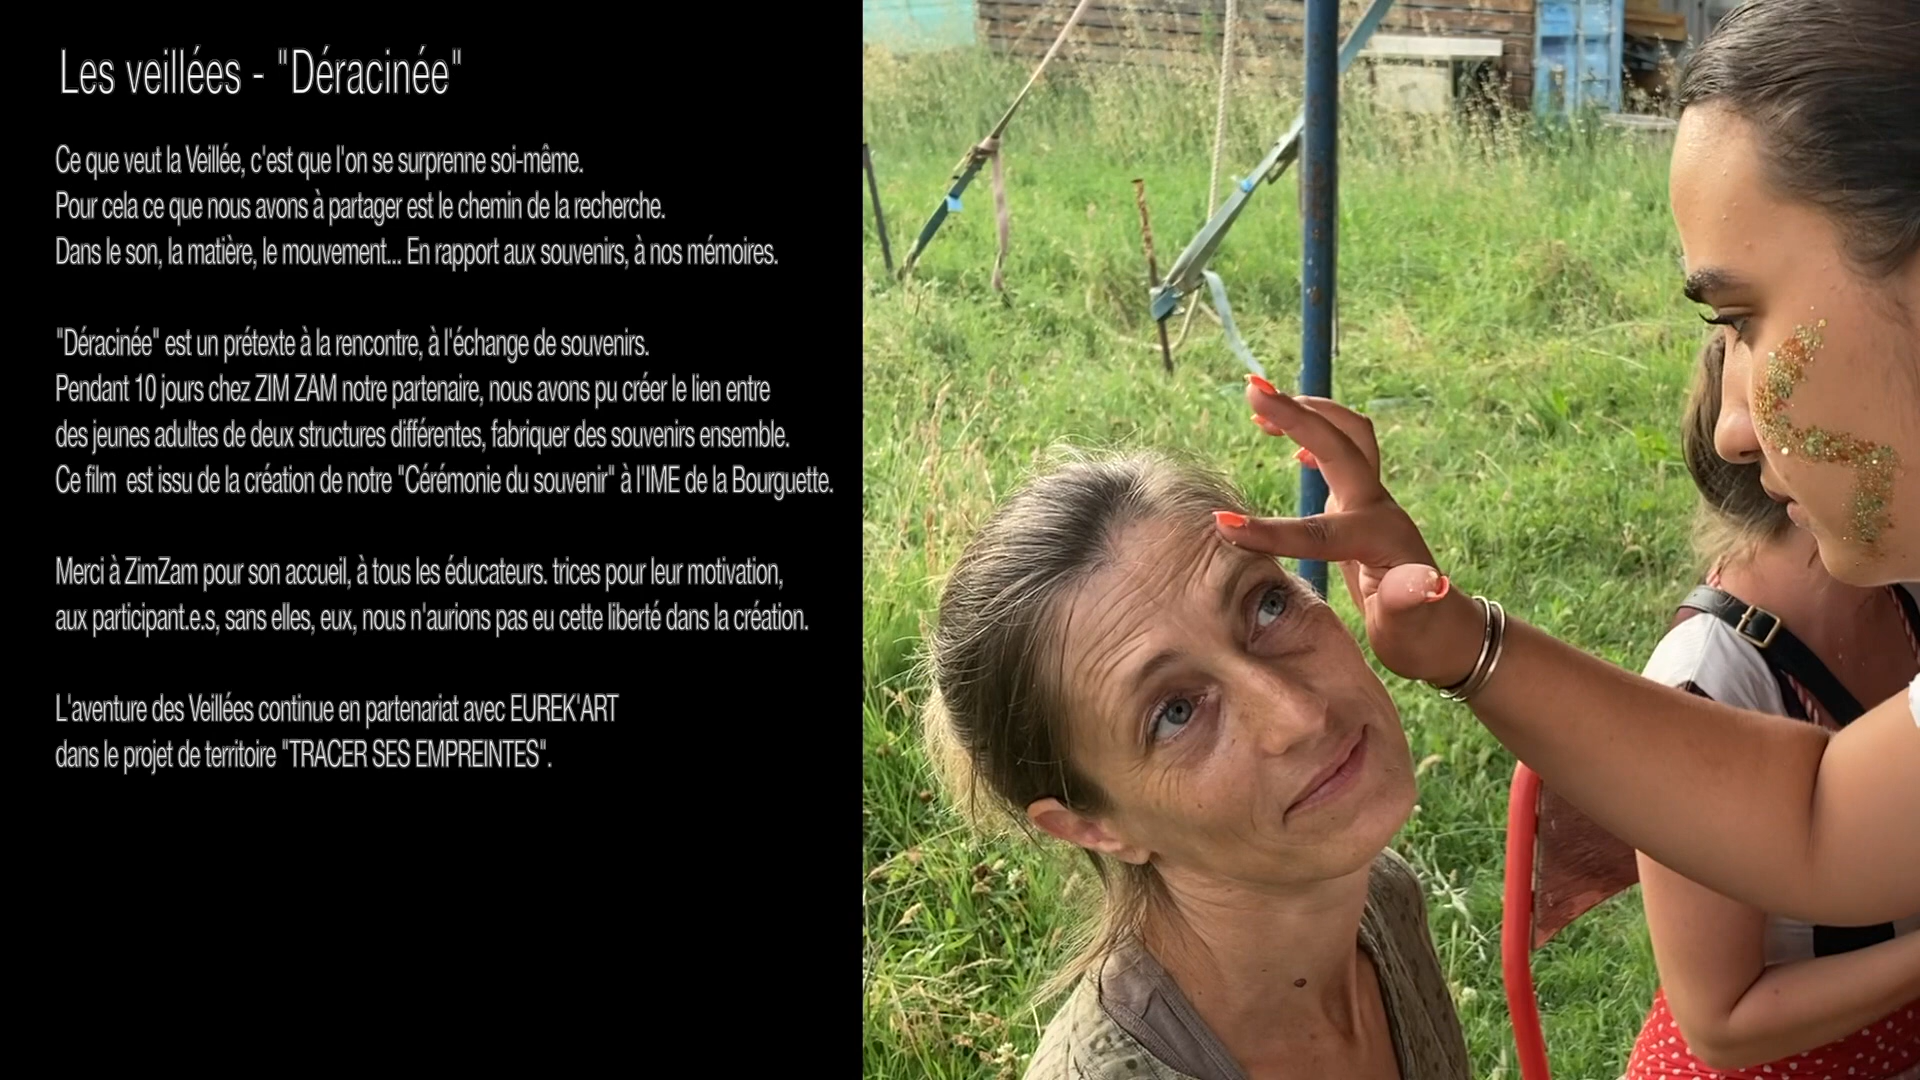 Les veillées - "Déracinée"
Ce que veut la Veillée, c'est que l'on se surprenne soi-même.
Pour cela ce que nous avons à partager est le chemin de la recherche.
Dans le son, la matière, le mouvement... En rapport aux souvenirs, à nos mémoires.
"Déracinée" est un prétexte à la rencontre, à l'échange de souvenirs.
Pendant 10 jours chez ZIM ZAM notre partenaire, nous avons pu créer le lien entre
des jeunes adultes de deux structures différentes, fabriquer des souvenirs ensemble.
Ce film  est issu de la création de notre "Cérémonie du souvenir" à l'IME de la Bourguette.
Merci à ZimZam pour son accueil, à tous les éducateurs. trices pour leur motivation,
aux participant.e.s, sans elles, eux, nous n'aurions pas eu cette liberté dans la création.
L'aventure des Veillées continue en partenariat avec EUREK'ART
dans le projet de territoire "TRACER SES EMPREINTES".